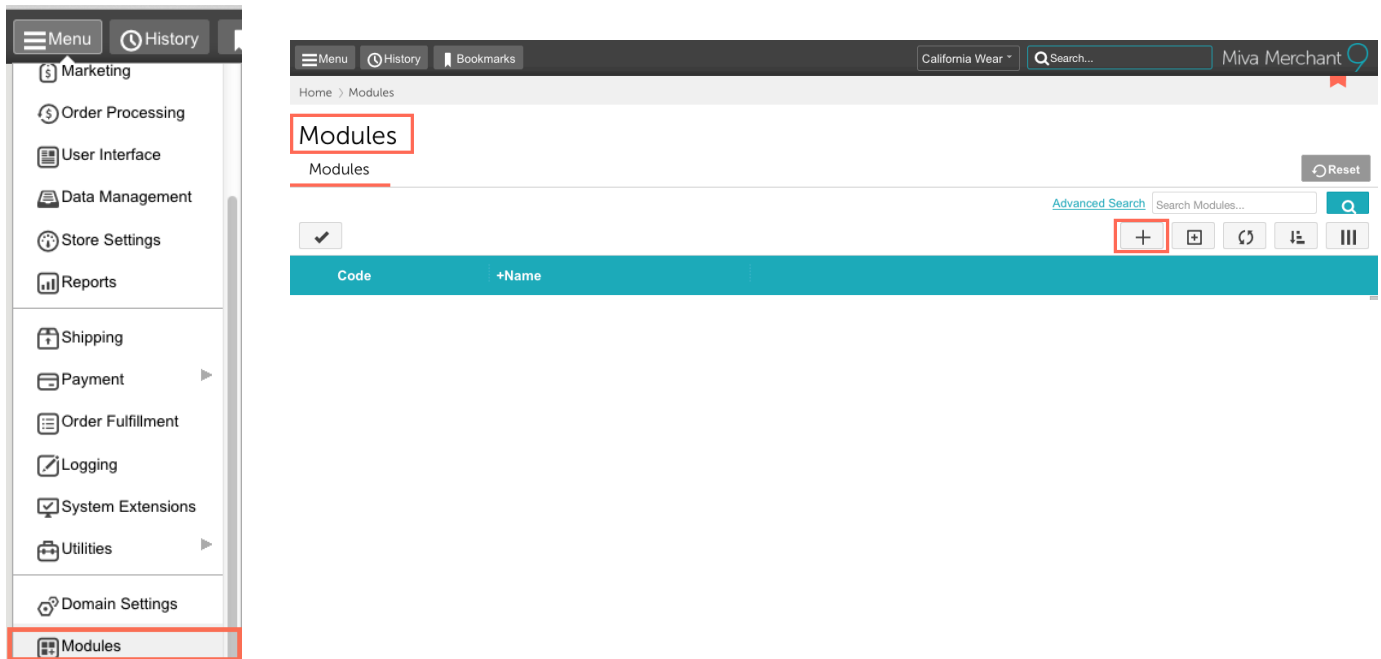 Menu History
Marketing
Order Processing
User Interface
Data Management
Store Settings
Reports
Shipping
Payment
Order Fulfillment
Logging
System Extensions
Utilities
Domain Settings
Modules
Menu History Bookmarks California Wear Search... Miva Merchant 9
Home 〉 Modules
Modules
Modules Reset
Advanced Search Search Modules...
Code +Name